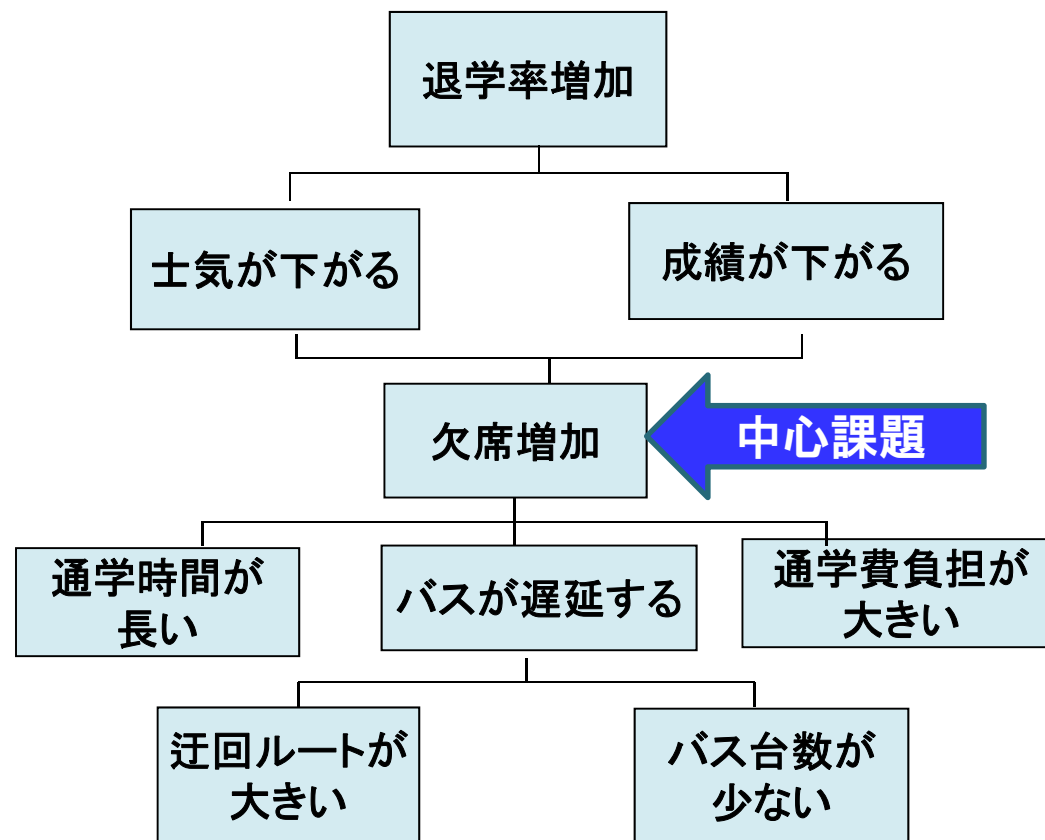 退学率増加
士気が下がる
成績が下がる
欠席増加
中心課題
通学時間が
長い
バスが遅延する
通学費負担が
大きい
迂回ルートが
大きい
バス台数が
少ない